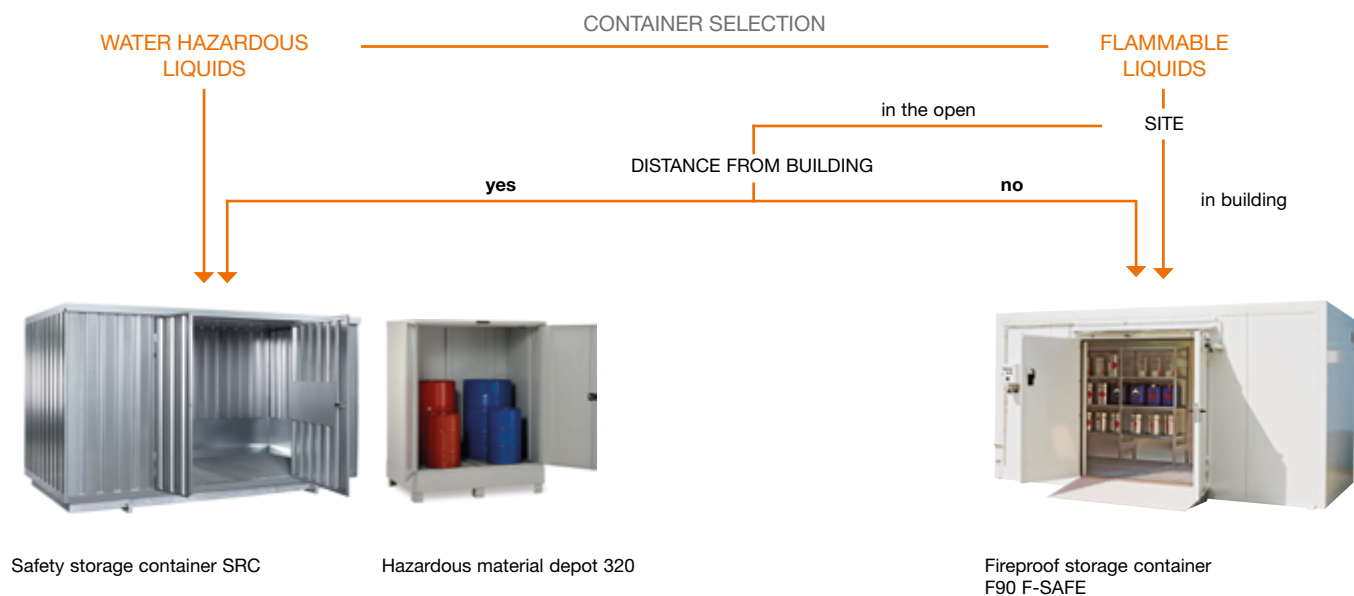 CONTAINER SELECTION
WATER HAZARDOUS
LIQUIDS
FLAMMABLE
LIQUIDS
in the open
SITE
DISTANCE FROM BUILDING
yes
no
in building
Safety storage container SRC
Hazardous material depot 320
Fireproof storage container
F90 F-SAFE